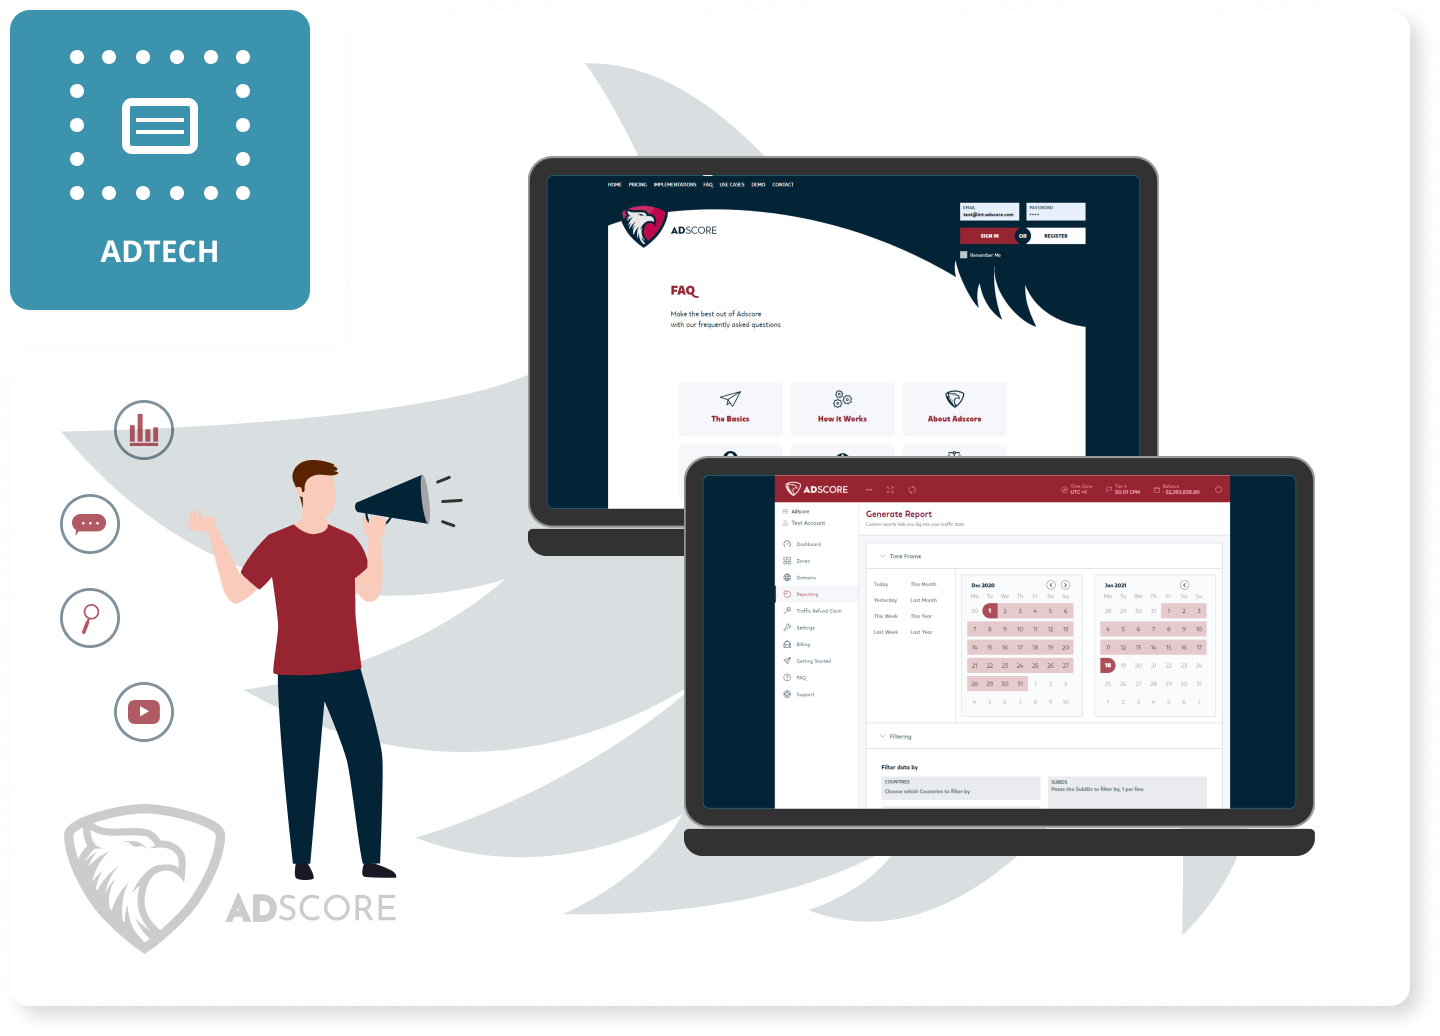 ADTECH
HOME PRICING IMPLEMENTATIONS FAQ USE CASES DEMO CONTACT
EMAIL
test@int.adscore.com
PASSWORD
••••
SIGN IN OR REGISTER
Remember Me
ADSCORE
FAQ
Make the best out of Adscore
with our frequently asked questions
The Basics
How it Works
About Adscore
ADSCORE
Time Zone
UTC +1
Tier 4
$0.01 CPM
Balance
- $2,383,838.80
AdScore
Test Account
Dashboard
Zones
Domains
Reporting
Traffic Refund Claim
Settings
Billing
Getting Started
FAQ
Support
Generate Report
Custom reports help you dig into your traffic stats.
Time Frame
Today This Month
Yesterday Last Month
This Week This Year
Last Week Last Year
Dec 2020
Mo Tu We Th Fr Sa Su
30 1 2 3 4 5 6
7 8 9 10 11 12 13
14 15 16 17 18 19 20
21 22 23 24 25 26 27
28 29 30 31 1 2 3
4 5 6 7 8 9 10
Jan 2021
Mo Tu We Th Fr Sa Su
28 29 30 31 1 2 3
4 5 6 7 8 9 10
11 12 13 14 15 16 17
18 19 20 21 22 23 24
25 26 27 28 29 30 31
1 2 3 4 5 6 7
Filtering
Filter data by
COUNTRIES
Choose which Countries to filter by
SUBIDS
Paste the SubIDs to filter by, 1 per line
ADSCORE